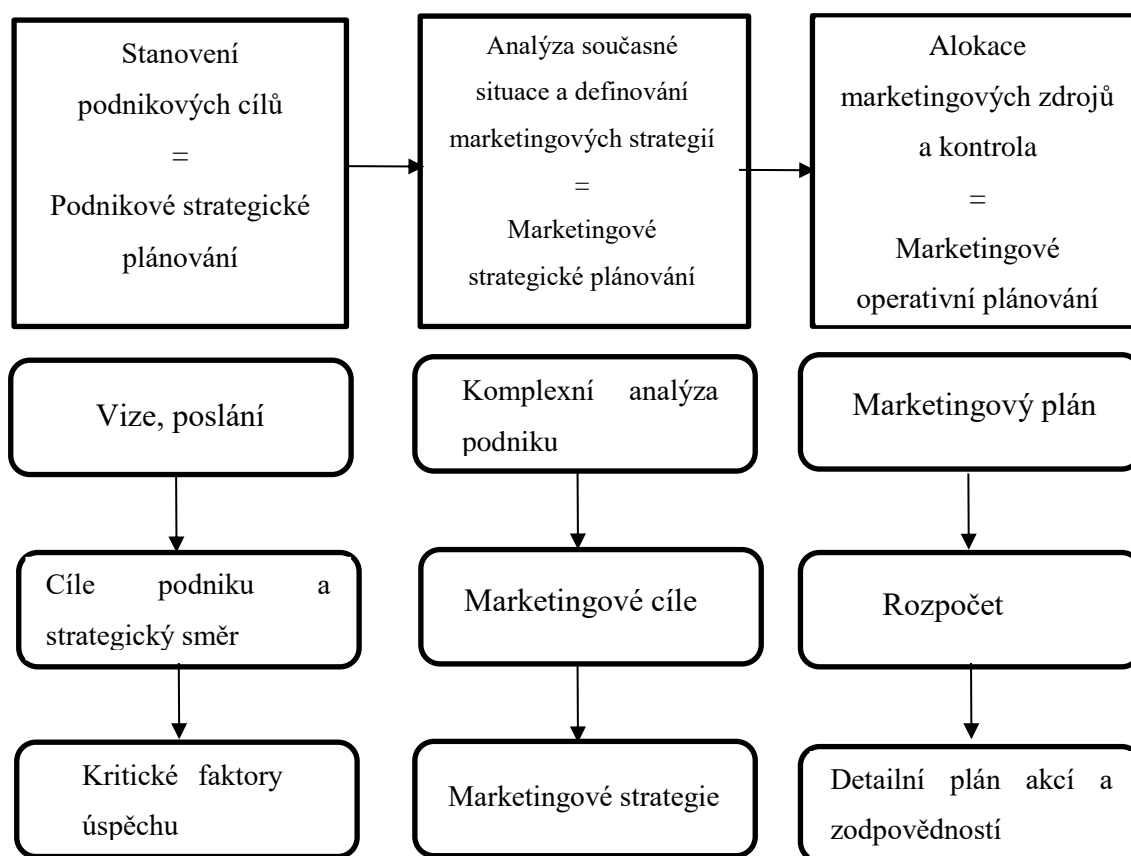 Stanovení
podnikových cílů
=
Podnikové strategické
plánování
Analýza současné
situace a definování
marketingových strategií
=
Marketingové
strategické plánování
Alokace
marketingových zdrojů
a kontrola
=
Marketingové
operativní plánování
Vize, poslání
Komplexní analýza
podniku
Marketingový plán
Cíle podniku a
strategický směr
Marketingové cíle
Rozpočet
Kritické faktory
úspěchu
Marketingové strategie
Detailní plán akcí a
zodpovědností